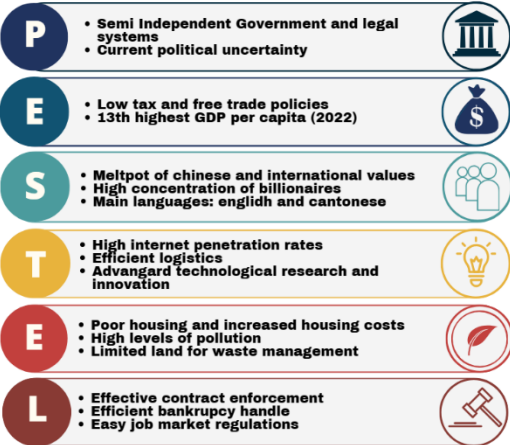 P
• Semi Independent Government and legal
systems
• Current political uncertainty
E
• Low tax and free trade policies
• 13th highest GDP per capita (2022)
$
S
• Meltpot of chinese and international values
• High concentration of billionaires
• Main languages: englidh and cantonese
T
• High internet penetration rates
• Efficient logistics
• Advangard technological research and
innovation
E
• Poor housing and increased housing costs
• High levels of pollution
• Limited land for waste management
L
• Effective contract enforcement
• Efficient bankrupcy handle
• Easy job market regulations